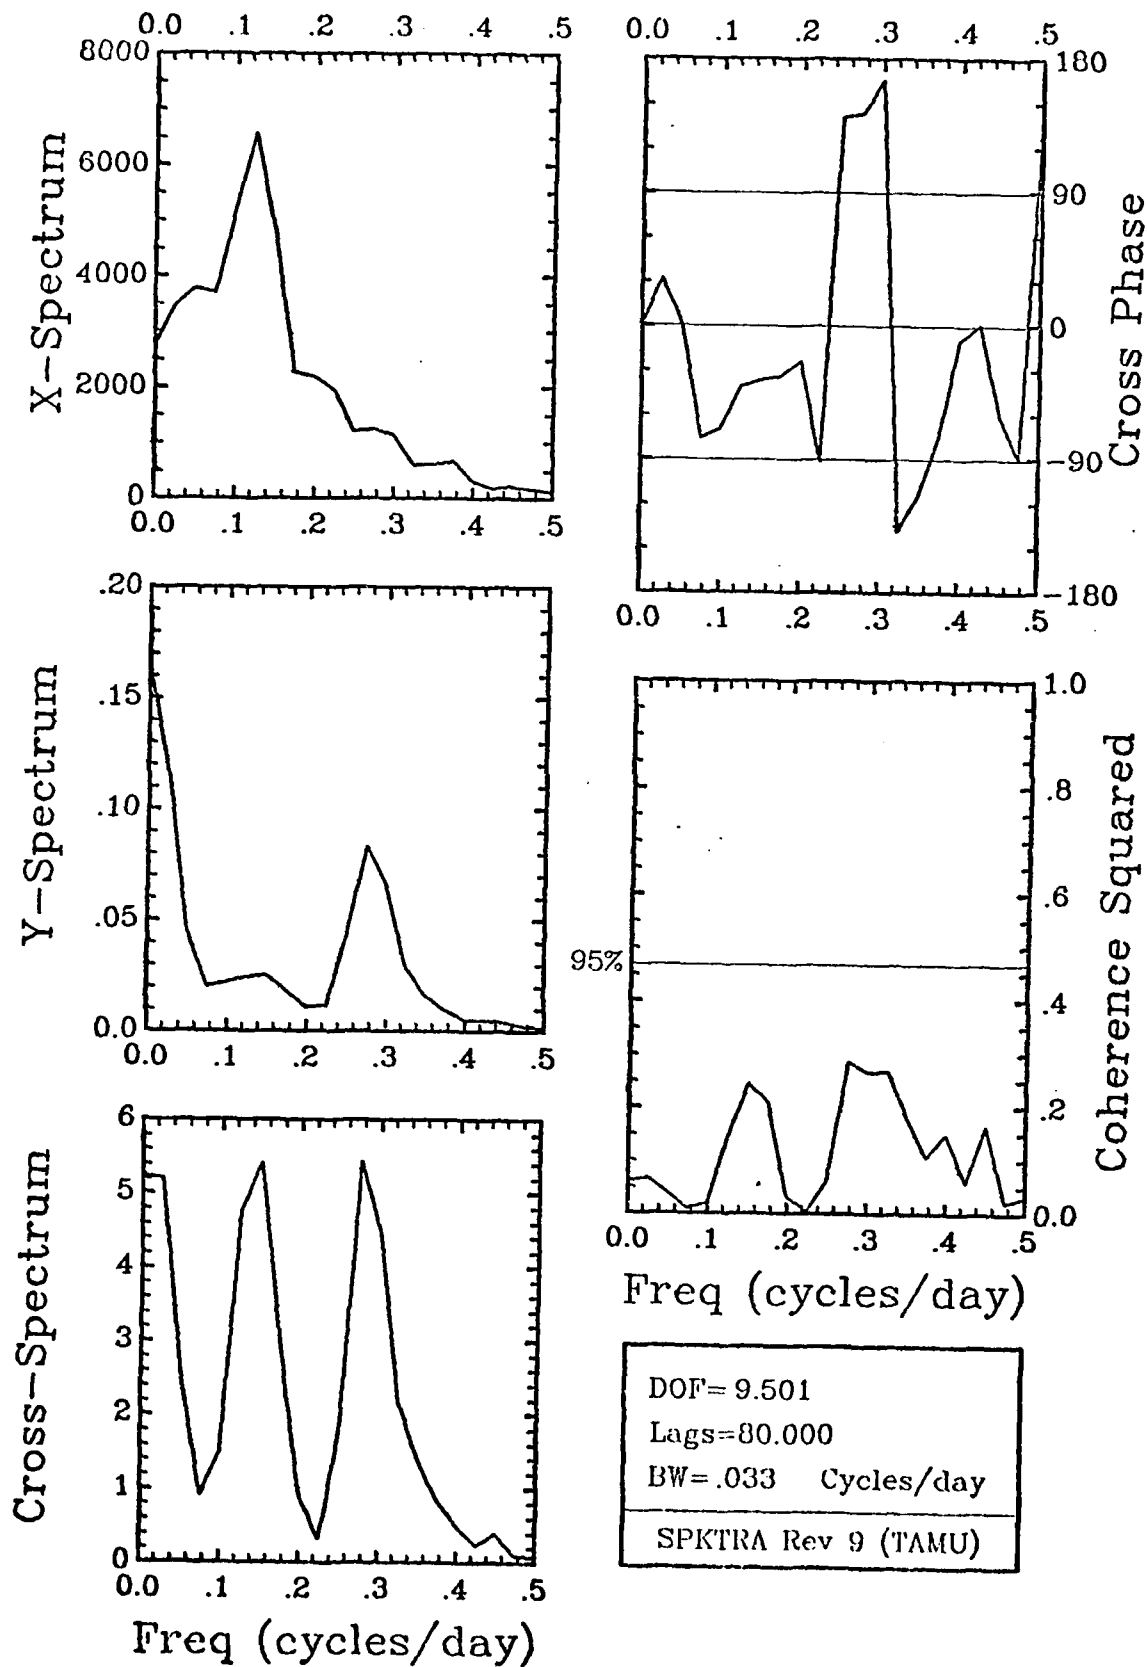 0.0 .1 .2 .3 .4 .5
8000
6000
4000
2000
0
X-Spectrum
0.0 .1 .2 .3 .4 .5
0.0 .1 .2 .3 .4 .5
180
90
0
-90
-180
Cross Phase
0.0 .1 .2 .3 .4 .5
.20
.15
.10
.05
0.0
Y-Spectrum
0.0 .1 .2 .3 .4 .5
1.0
.8
.6
.4
.2
0.0
95%
Coherence Squared
0.0 .1 .2 .3 .4 .5
Freq (cycles/day)
6
5
4
3
2
1
0
Cross-Spectrum
0.0 .1 .2 .3 .4 .5
Freq (cycles/day)
DOF= 9.501
Lags=80.000
BW= .033 Cycles/day
SPKTRA Rev 9 (TAMU)